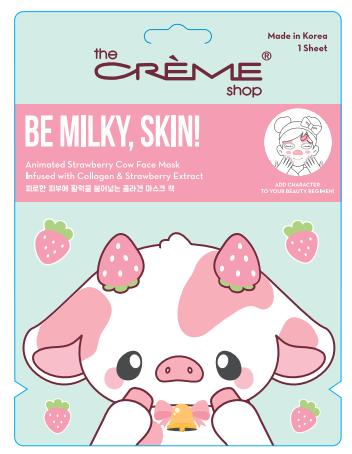 Made in Korea
1 Sheet
the
CRÈME®
shop
BE MILKY, SKIN!
Animated Strawberry Cow Face Mask
Infused with Collagen & Strawberry Extract
피로한 피부에 활력을 불어넣는 콜라겐 마스크 팩
ADD CHARACTER
TO YOUR BEAUTY REGIMEN!